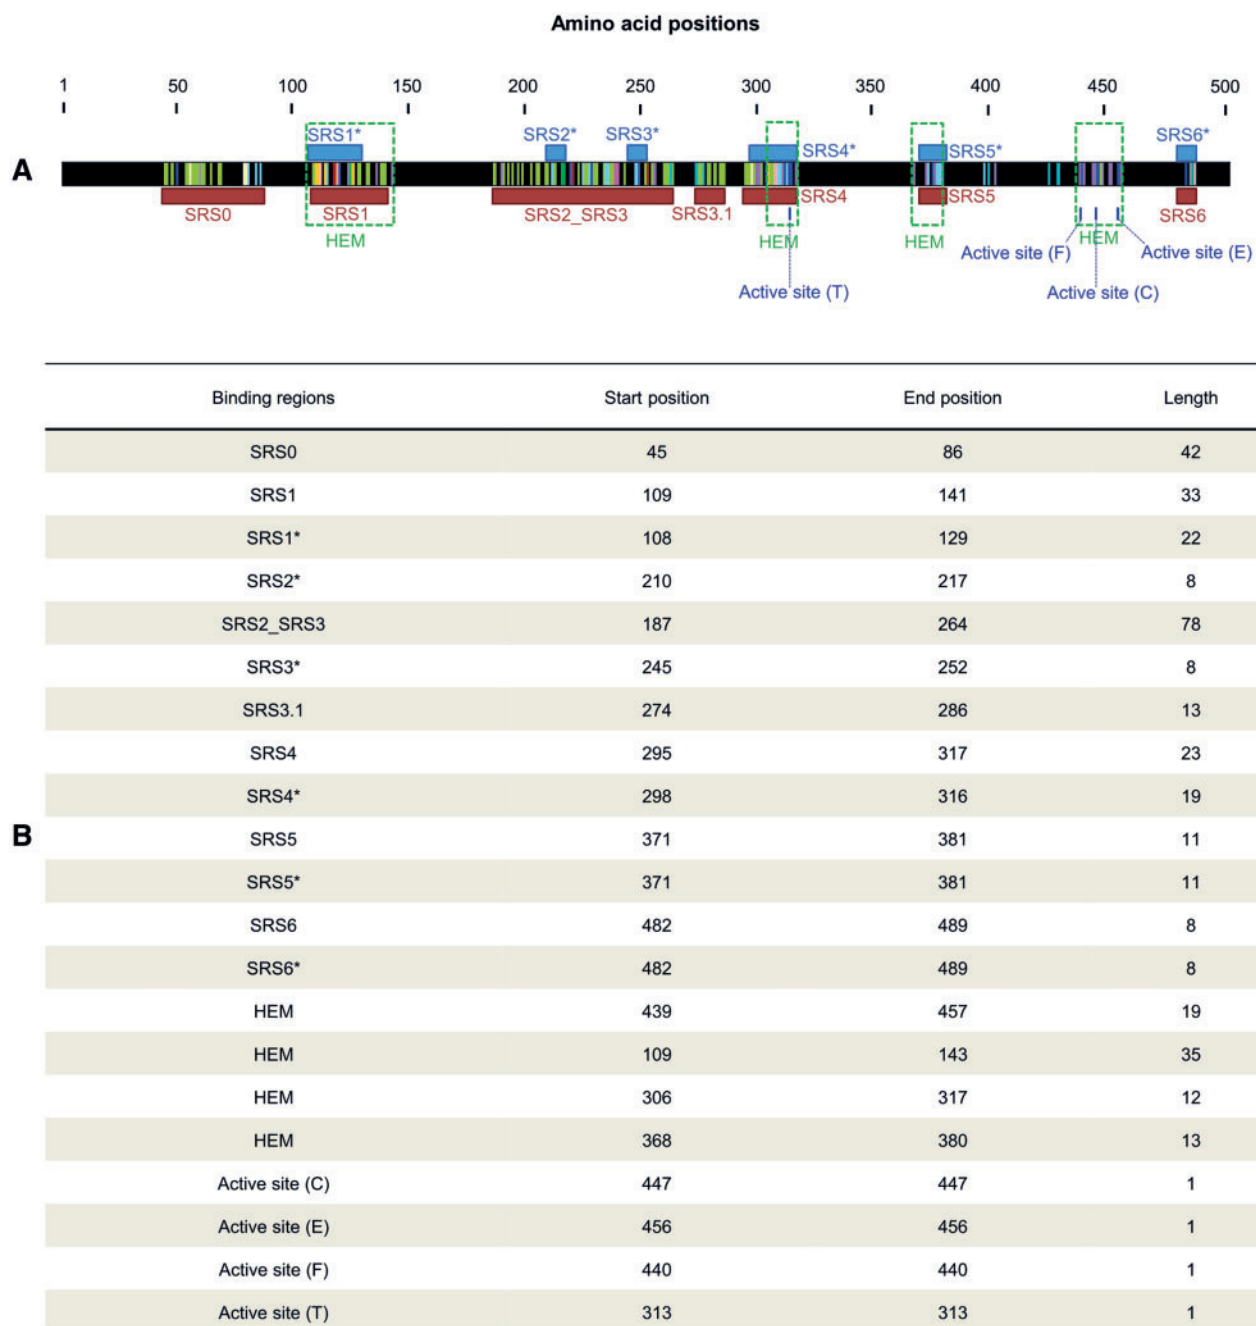 Amino acid positions
1 50 100 150 200 250 300 350 400 450 500
SRS1* SRS2* SRS3* SRS6*
A SRS4* SRS5*
SRS0 SRS1 SRS2_SRS3 SRS3.1 SRS4 SRS5 SRS6
HEM HEM HEM HEM
Active site (F) Active site (E)
Active site (T) Active site (C)
Binding regions Start position End position Length
SRS0 45 86 42
SRS1 109 141 33
SRS1* 108 129 22
SRS2* 210 217 8
SRS2_SRS3 187 264 78
SRS3* 245 252 8
SRS3.1 274 286 13
SRS4 295 317 23
SRS4* 298 316 19
B SRS5 371 381 11
SRS5* 371 381 11
SRS6 482 489 8
SRS6* 482 489 8
HEM 439 457 19
HEM 109 143 35
HEM 306 317 12
HEM 368 380 13
Active site (C) 447 447 1
Active site (E) 456 456 1
Active site (F) 440 440 1
Active site (T) 313 313 1